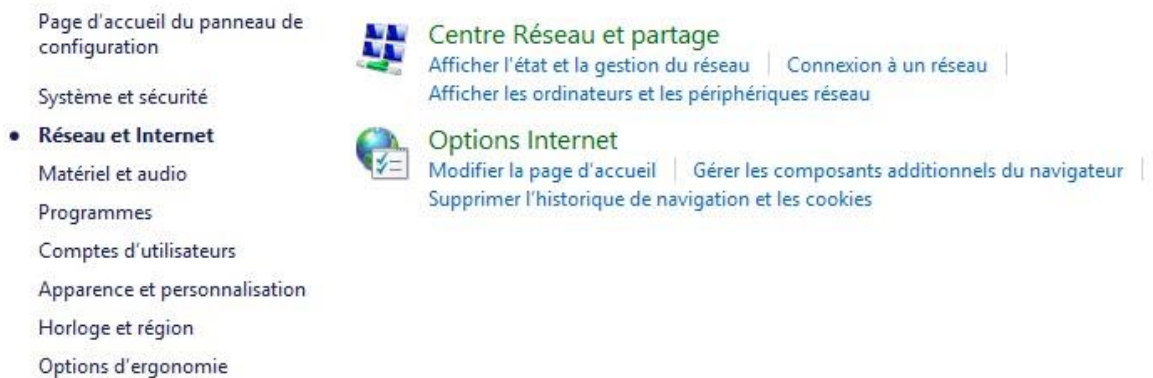 Page d'accueil du panneau de
configuration
Système et sécurité
Réseau et Internet
Matériel et audio
Programmes
Comptes d'utilisateurs
Apparence et personnalisation
Horloge et région
Options d'ergonomie
Centre Réseau et partage
Afficher l'état et la gestion du réseau | Connexion à un réseau |
Afficher les ordinateurs et les périphériques réseau
Options Internet
Modifier la page d'accueil | Gérer les composants additionnels du navigateur |
Supprimer l'historique de navigation et les cookies